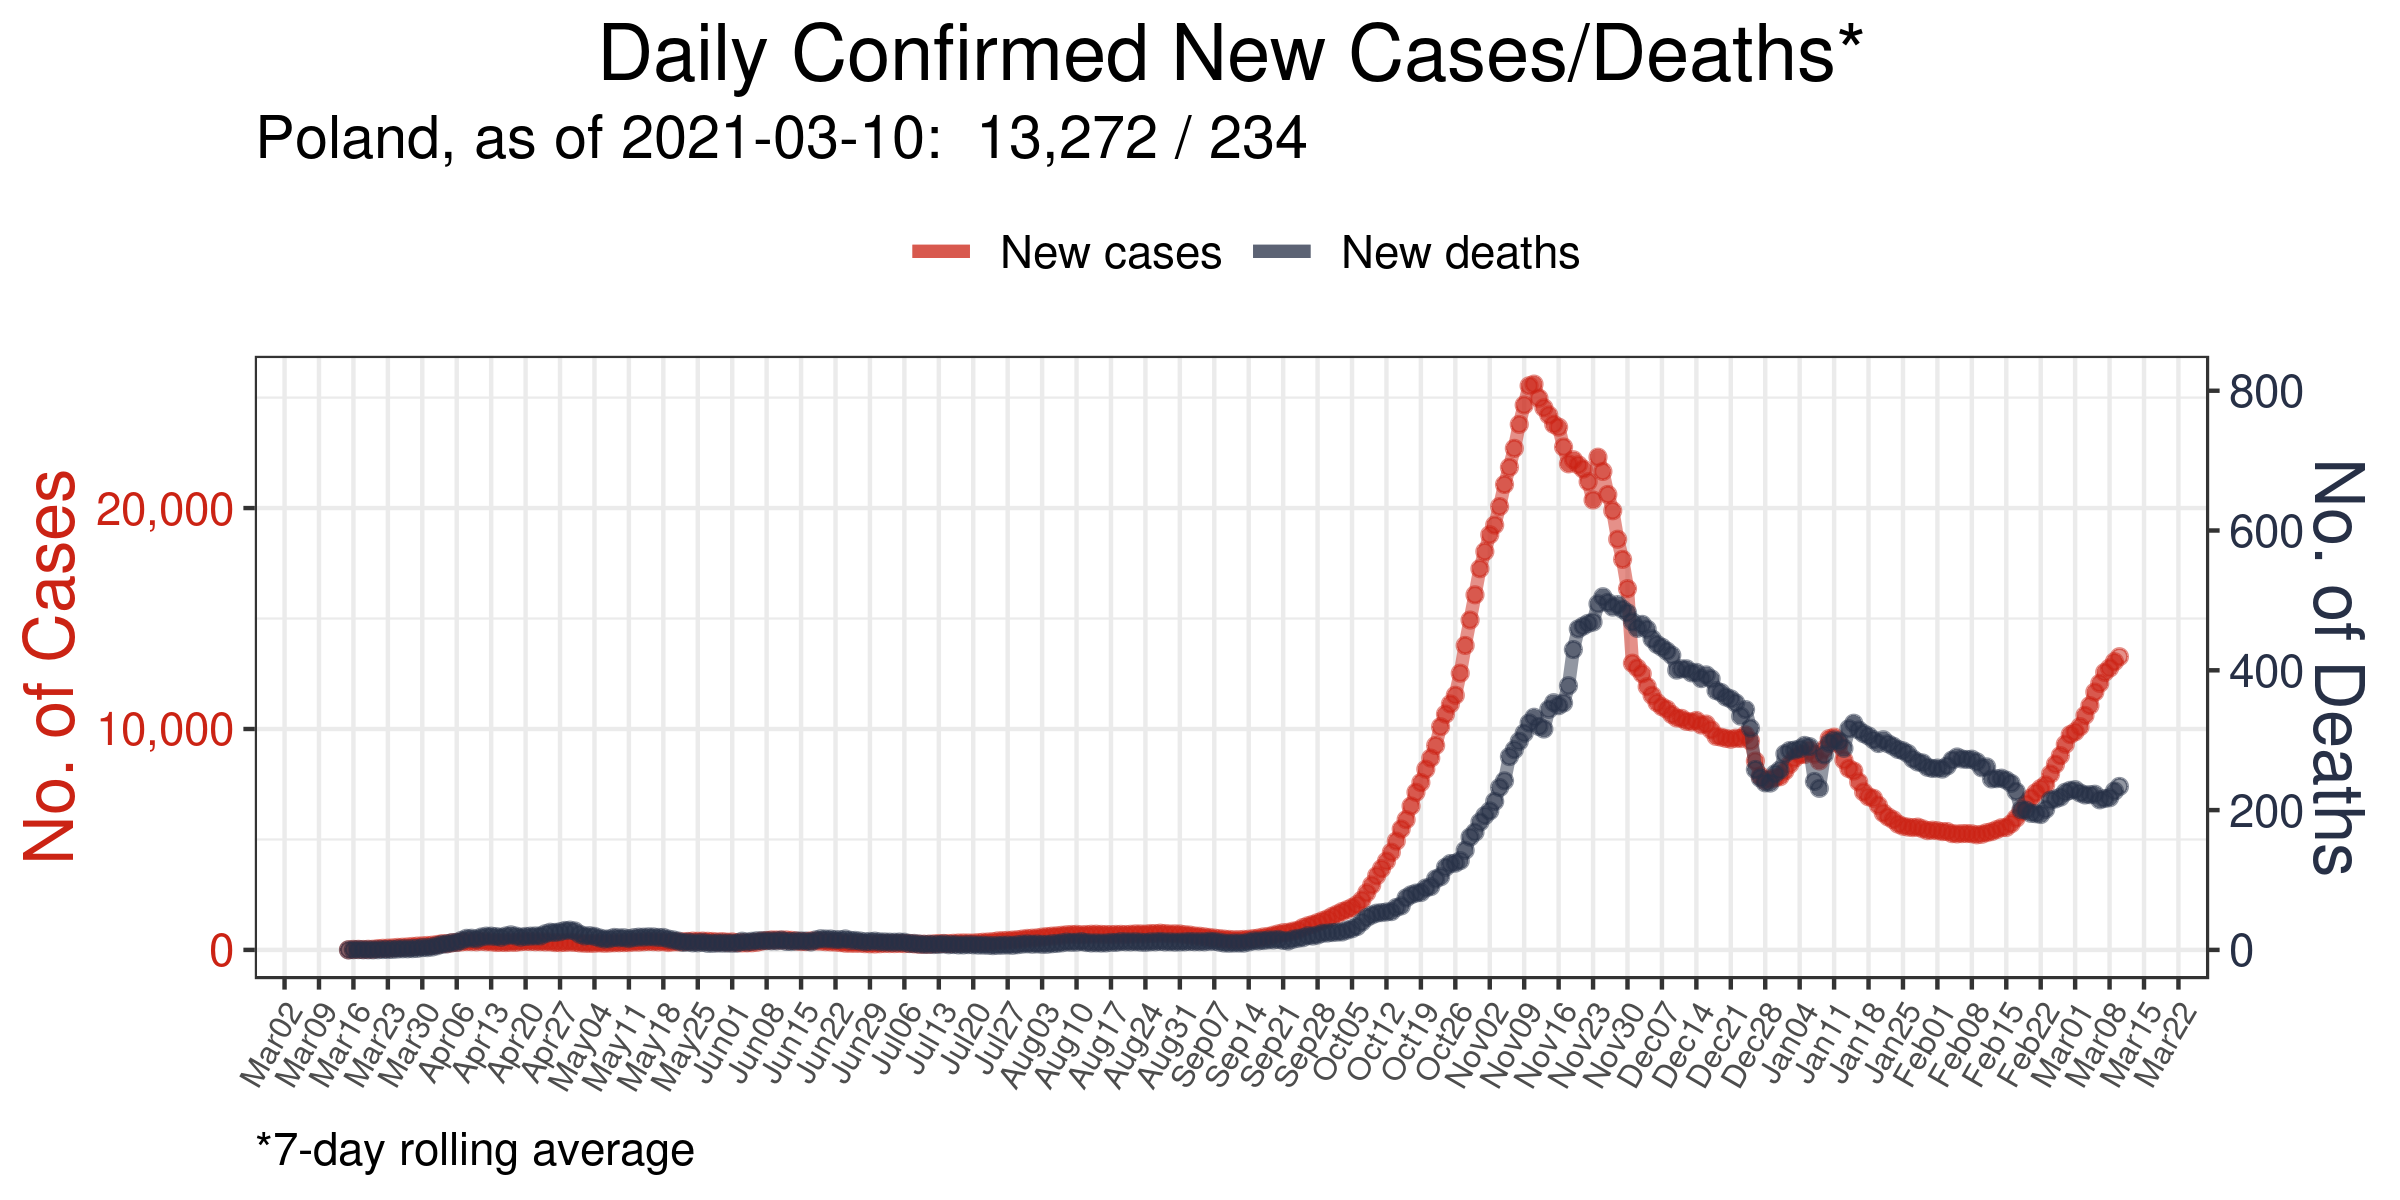 Daily Confirmed New Cases/Deaths*
Poland, as of 2021-03-10:  13,272 / 234
New cases New deaths
No. of Cases
20,000
10,000
0
800
600
400
200
0
No. of Deaths
Mar02 Mar09 Mar16 Mar23 Mar30 Apr06 Apr13 Apr20 Apr27 May04 May11 May18 May25 Jun01 Jun08 Jun15 Jun22 Jun29 Jul06 Jul13 Jul20 Jul27 Aug03 Aug10 Aug17 Aug24 Aug31 Sep07 Sep14 Sep21 Sep28 Oct05 Oct12 Oct19 Oct26 Nov02 Nov09 Nov16 Nov23 Nov30 Dec07 Dec14 Dec21 Dec28 Jan04 Jan11 Jan18 Jan25 Feb01 Feb08 Feb15 Feb22 Mar01 Mar08 Mar15 Mar22
*7-day rolling average